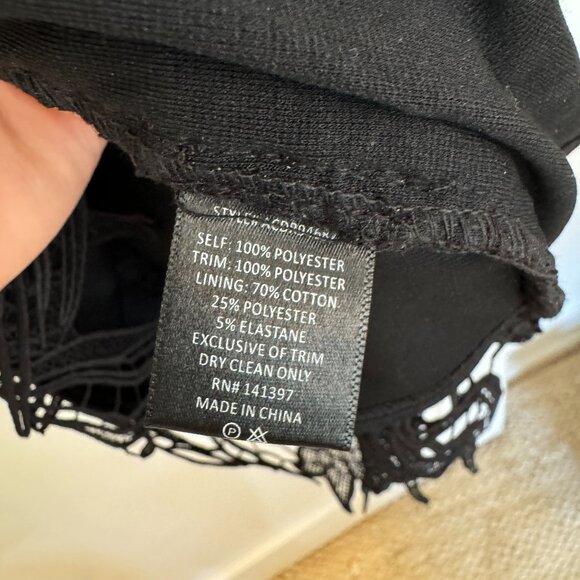 SELF: 100% POLYESTER
TRIM: 100% POLYESTER
LINING: 70% COTTON
25% POLYESTER
5% ELASTANE
EXCLUSIVE OF TRIM
DRY CLEAN ONLY
RN# 141397
MADE IN CHINA
P